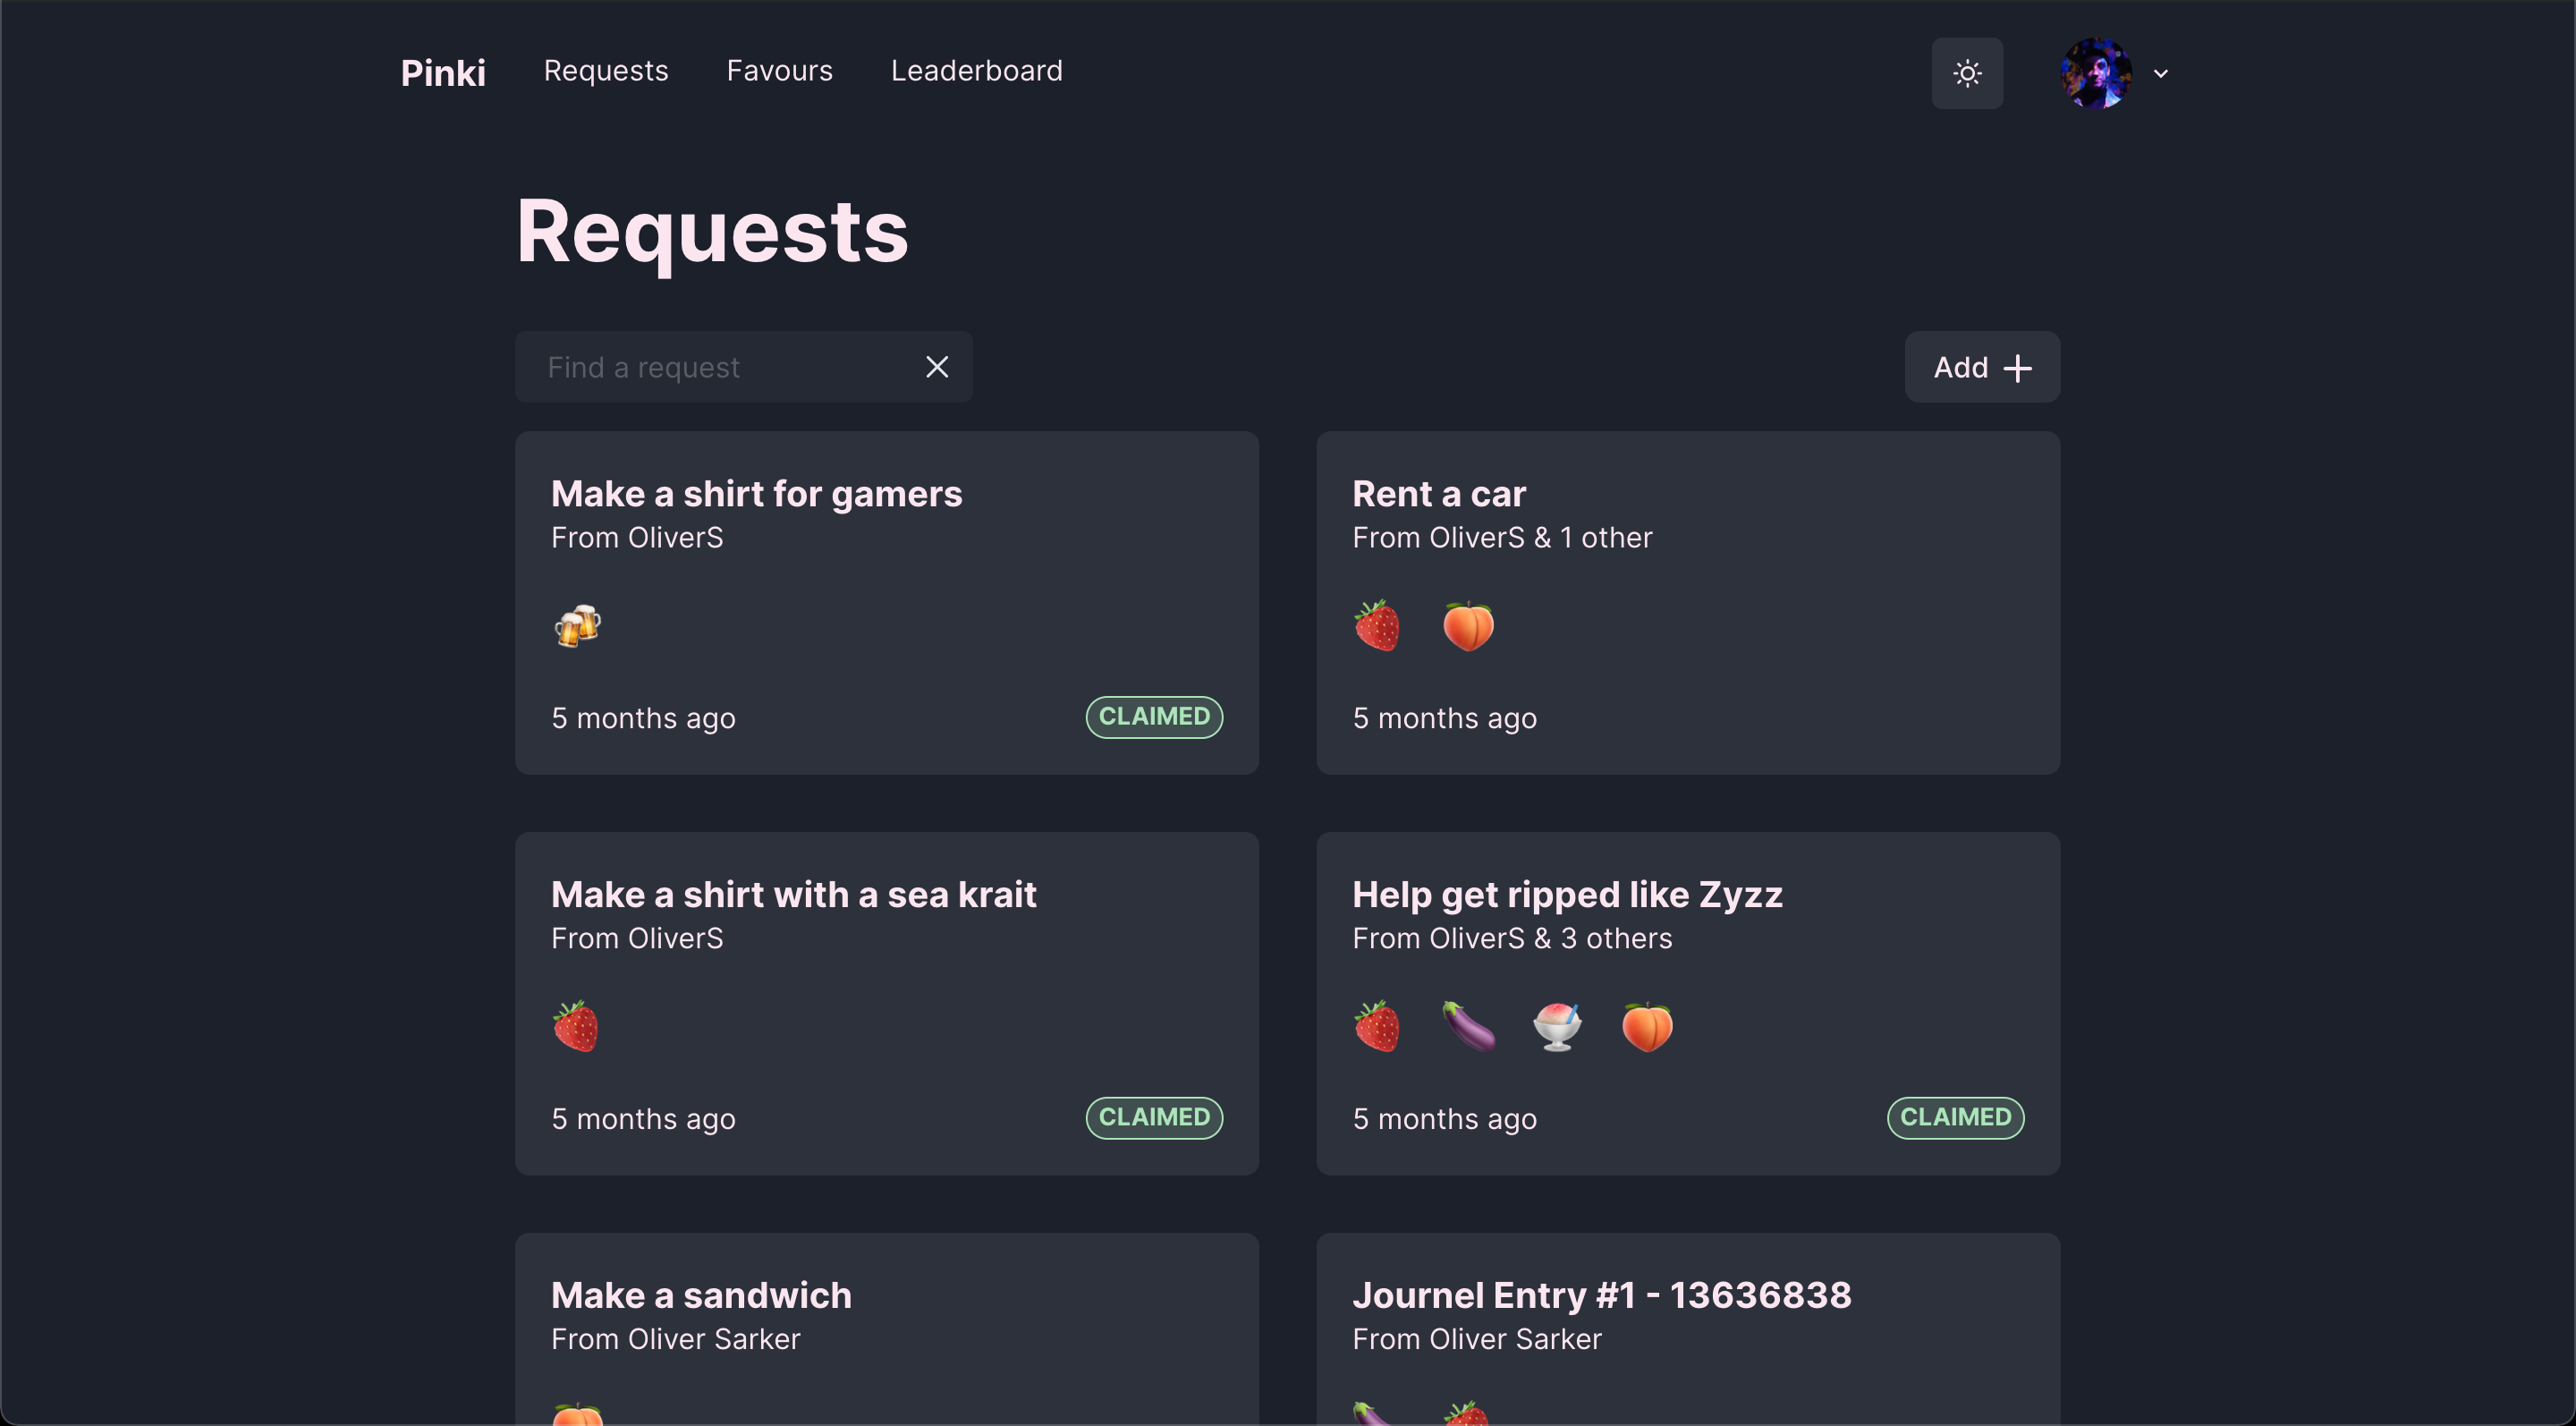 Pinki
Requests
Favours
Leaderboard
Requests
Find a request
Add
Make a shirt for gamers
From OliverS
5 months ago
CLAIMED
Rent a car
From OliverS & 1 other
5 months ago
Make a shirt with a sea krait
From OliverS
5 months ago
CLAIMED
Help get ripped like Zyzz
From OliverS & 3 others
5 months ago
CLAIMED
Make a sandwich
From Oliver Sarker
Journel Entry #1 - 13636838
From Oliver Sarker